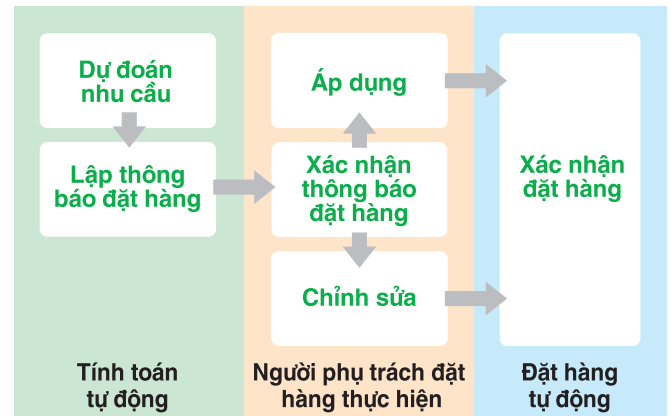 Dự đoán
nhu cầu
Lập thông
báo đặt hàng
Áp dụng
Xác nhận
thông báo
đặt hàng
Chỉnh sửa
Xác nhận
đặt hàng
Tính toán
tự động
Người phụ trách đặt
hàng thực hiện
Đặt hàng
tự động